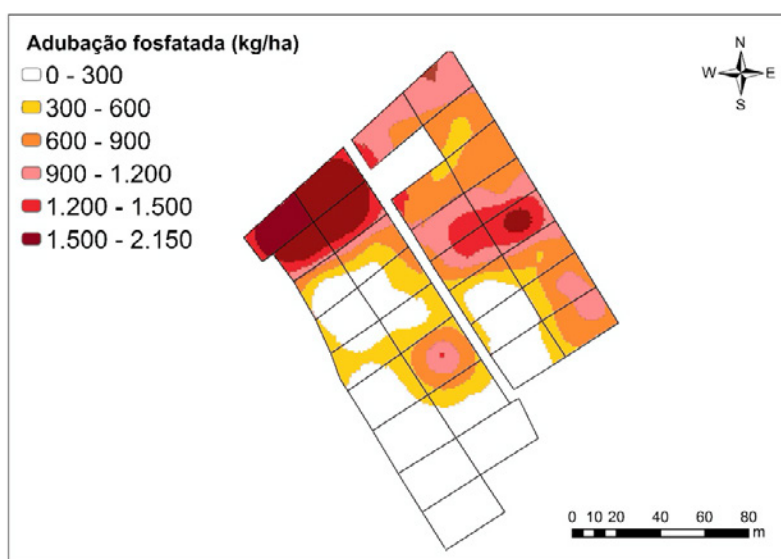 Adubação fosfatada (kg/ha)
0 - 300
300 - 600
600 - 900
900 - 1.200
1.200 - 1.500
1.500 - 2.150
N
W E
S
0 10 20 40 60 80
m